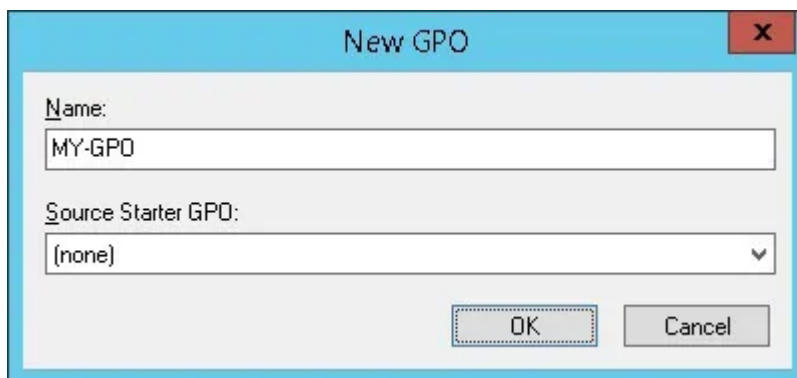 New GPO
x
Name:
MY-GPO
Source Starter GPO:
(none)
OK Cancel